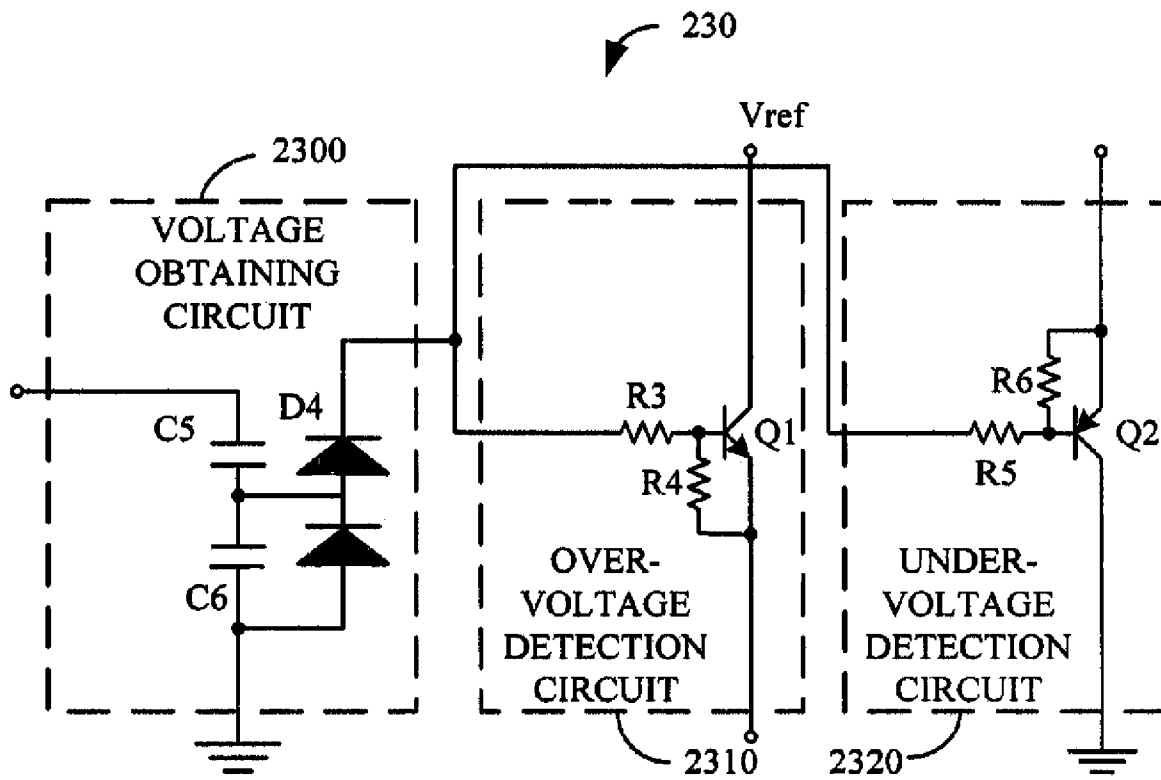 230
Vref
2300
VOLTAGE
OBTAINING
CIRCUIT
D4
C5
C6
R3
R4
Q1
R6
R5
Q2
OVER-
VOLTAGE
DETECTION
CIRCUIT
UNDER-
VOLTAGE
DETECTION
CIRCUIT
2310
2320